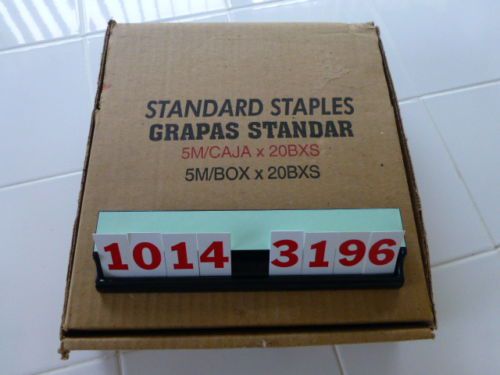 STANDARD STAPLES
GRAPAS STANDAR
5M/CAJA x 20BXS
5M/BOX x 20BXS
1014 3196